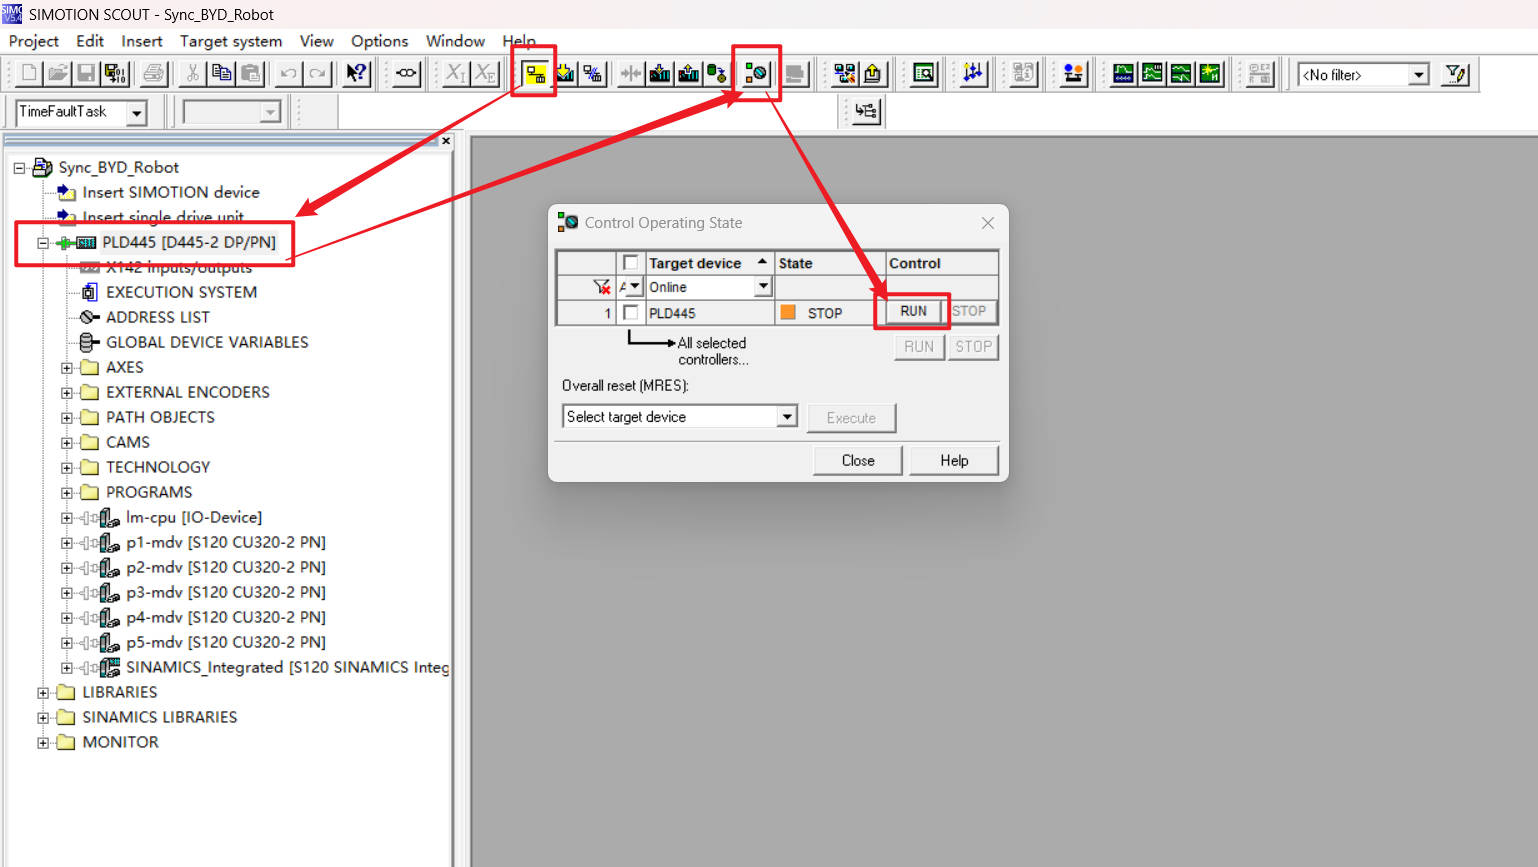 SIMOTION SCOUT - Sync_BYD_Robot
Project Edit Insert Target system View Options Window Help
<No filter>
TimeFaultTask
Sync_BYD_Robot
Insert SIMOTION device
Insert single drive unit
PLD445 [D445-2 DP/PN]
X142 inputs/outputs
EXECUTION SYSTEM
ADDRESS LIST
GLOBAL DEVICE VARIABLES
AXES
EXTERNAL ENCODERS
PATH OBJECTS
CAMS
TECHNOLOGY
PROGRAMS
lm-cpu [IO-Device]
p1-mdv [S120 CU320-2 PN]
p2-mdv [S120 CU320-2 PN]
p3-mdv [S120 CU320-2 PN]
p4-mdv [S120 CU320-2 PN]
p5-mdv [S120 CU320-2 PN]
SINAMICS_Integrated [S120 SINAMICS Integ
LIBRARIES
SINAMICS LIBRARIES
MONITOR
Control Operating State
Target device State Control
Online
1 PLD445 STOP RUN STOP
All selected
controllers...
RUN STOP
Overall reset (MRES):
Select target device Execute
Close Help